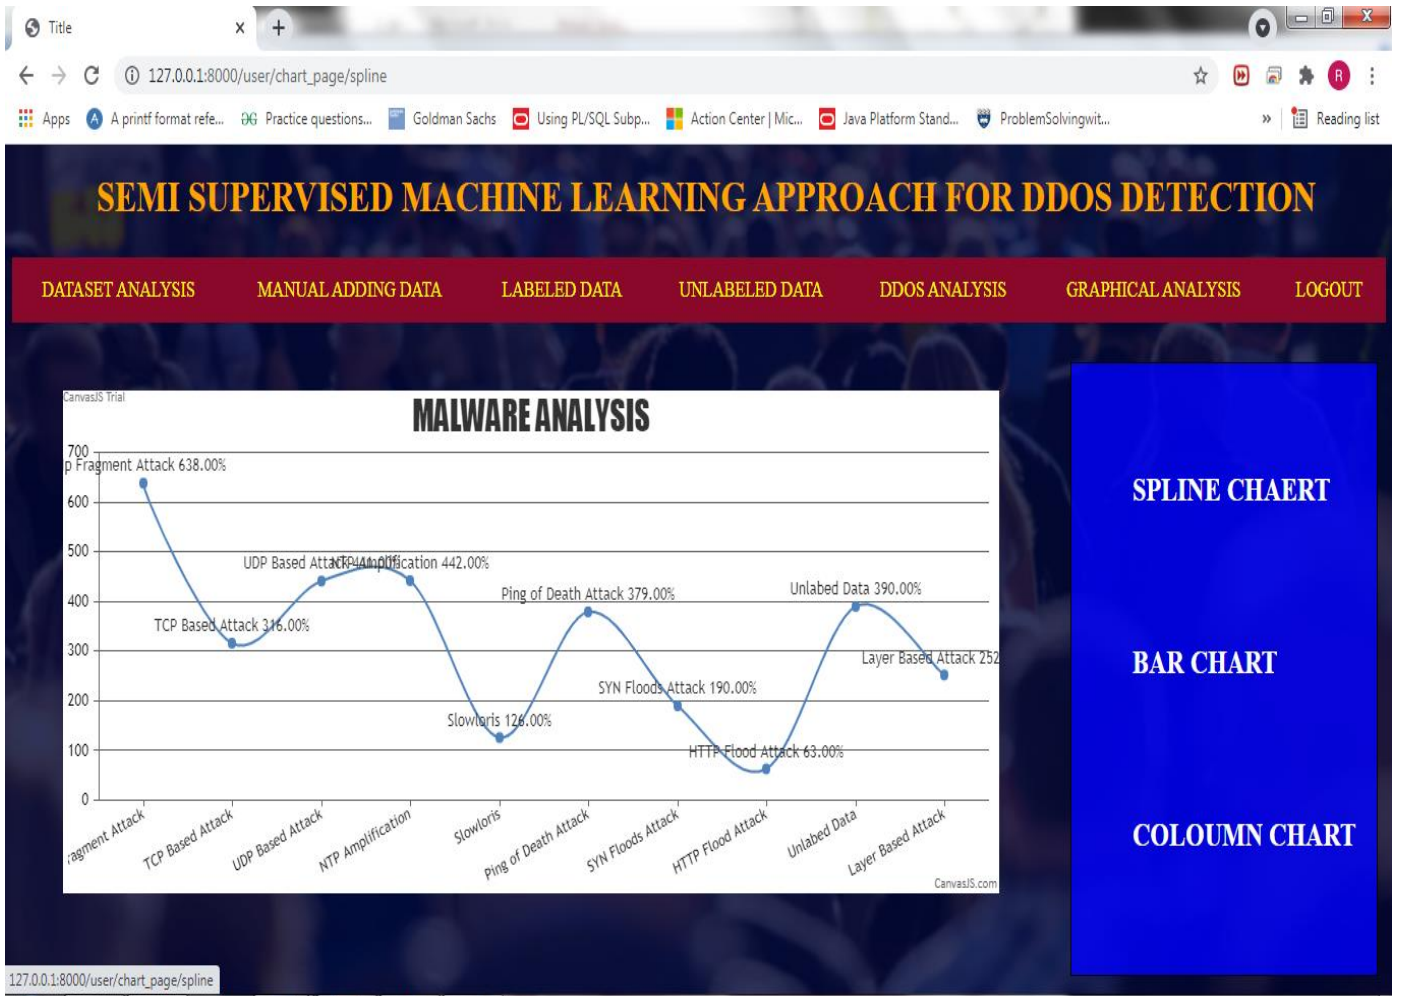 Title
127.0.0.1:8000/user/chart_page/spline
R
Apps A printf format refe... Practice questions... Goldman Sachs Using PL/SQL Subp... Action Center | Mic... Java Platform Stand... ProblemSolvingwit... » Reading list
SEMI SUPERVISED MACHINE LEARNING APPROACH FOR DDOS DETECTION
DATASET ANALYSIS MANUAL ADDING DATA LABELED DATA UNLABELED DATA DDOS ANALYSIS GRAPHICAL ANALYSIS LOGOUT
CanvasJS Trial
MALWARE ANALYSIS
700
p Fragment Attack 638.00%
600
500
UDP Based Attack 441.00%
NTP Amplification 442.00%
Ping of Death Attack 379.00%
Unlabed Data 390.00%
400
TCP Based Attack 316.00%
300
Layer Based Attack 252
SYN Floods Attack 190.00%
200
Slowloris 126.00%
100
HTTP Flood Attack 63.00%
0
ragment Attack
TCP Based Attack
UDP Based Attack
NTP Amplification
Slowloris
Ping of Death Attack
SYN Floods Attack
HTTP Flood Attack
Unlabed Data
Layer Based Attack
CanvasJS.com
SPLINE CHAERT
BAR CHART
COLOUMN CHART
127.0.0.1:8000/user/chart_page/spline